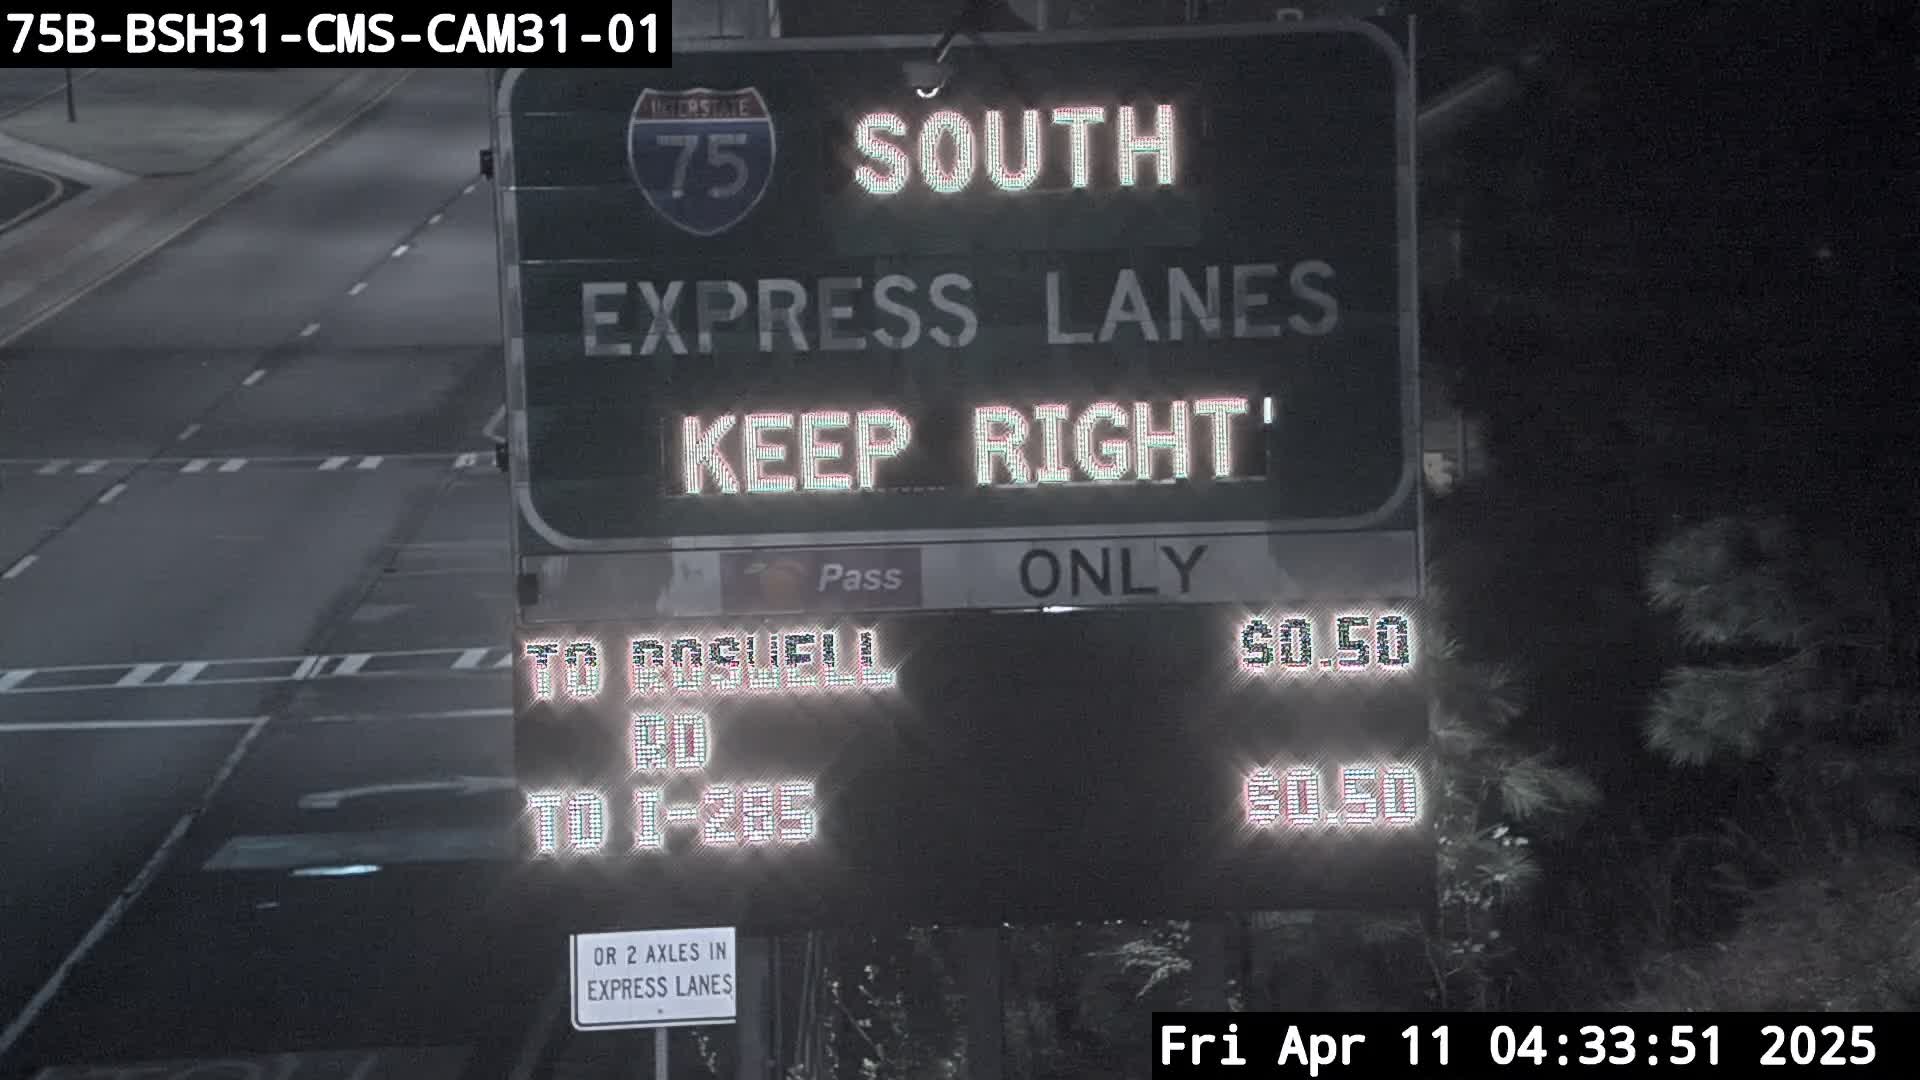 75B-BSH31-CMS-CAM31-01
INTERSTATE
75
SOUTH
EXPRESS LANES
KEEP RIGHT
Pass ONLY
TO ROSWELL $0.50
RD
TO I-285 $0.50
OR 2 AXLES IN
EXPRESS LANES
Fri Apr 11 04:33:51 2025